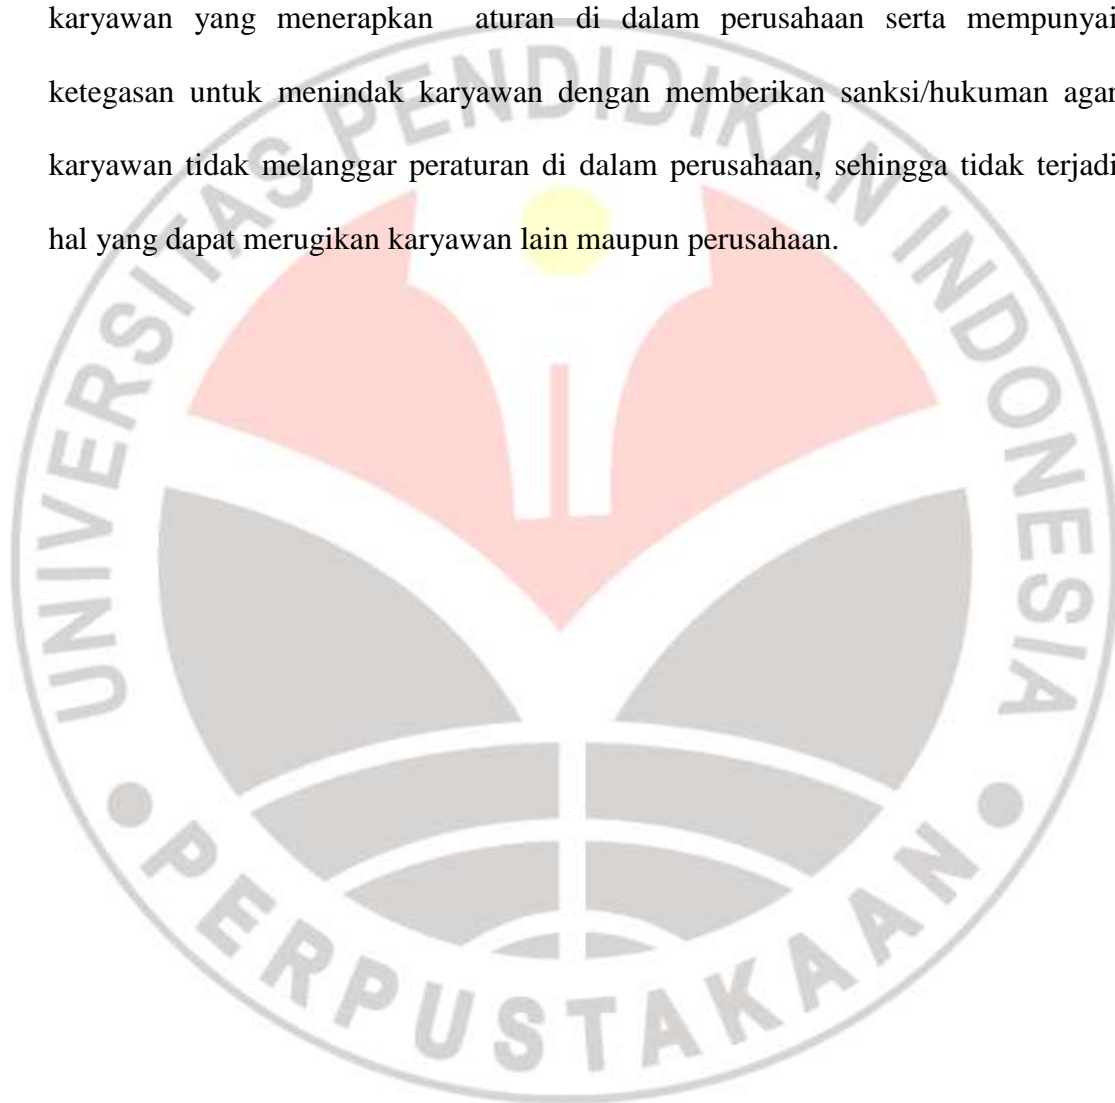 karyawan yang menerapkan aturan di dalam perusahaan serta mempunyai
ketegasan untuk menindak karyawan dengan memberikan sanksi/hukuman agar
karyawan tidak melanggar peraturan di dalam perusahaan, sehingga tidak terjadi
hal yang dapat merugikan karyawan lain maupun perusahaan.
UNIVERSITAS PENDIDIKAN INDONESIA
PERPUSTAKAAN